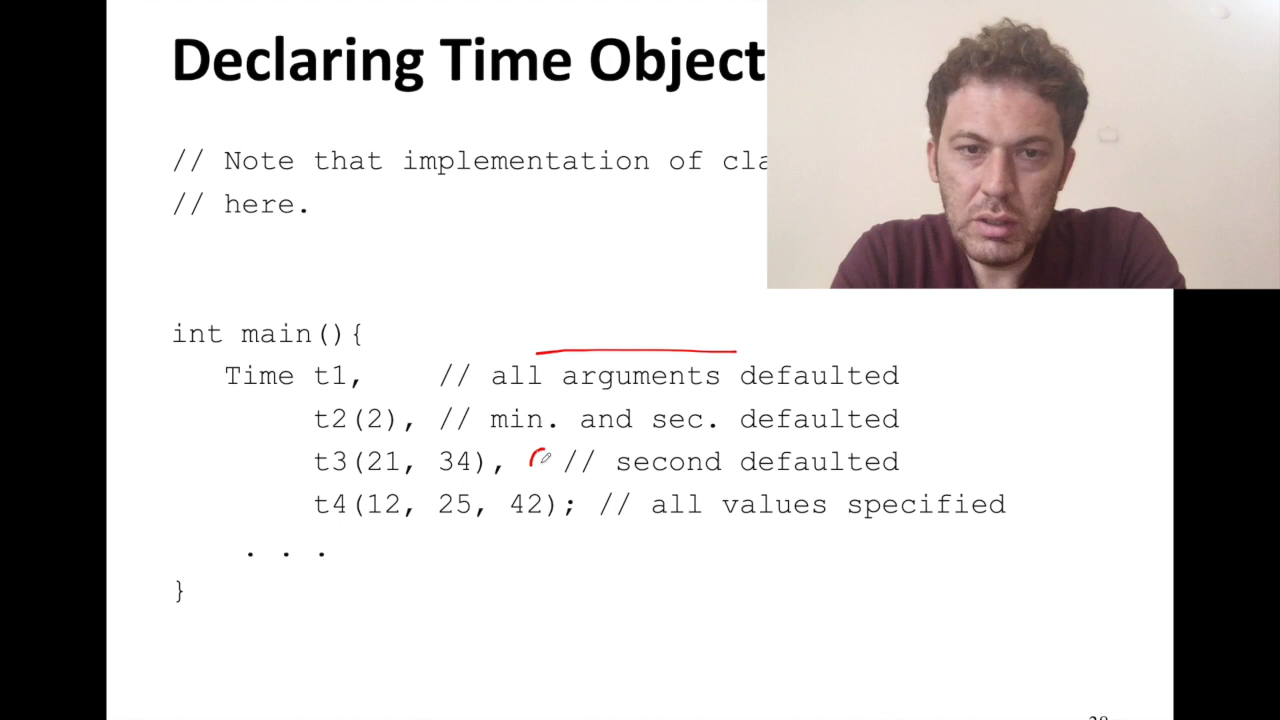 Declaring Time Object
// Note that implementation of cla
// here.
int main(){
Time t1, // all arguments defaulted
t2(2), // min. and sec. defaulted
t3(21, 34), // second defaulted
t4(12, 25, 42); // all values specified
. . .
}